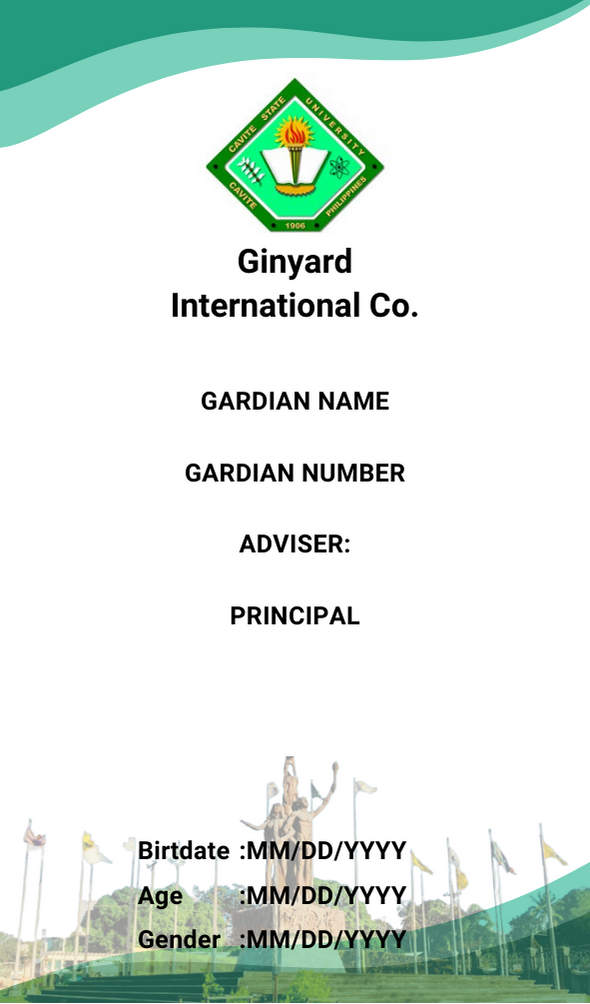 CAVITE STATE UNIVERSITY
CAVITE
1906
PHILIPPINES
Ginyard
International Co.
GARDIAN NAME
GARDIAN NUMBER
ADVISER:
PRINCIPAL
Birtdate :MM/DD/YYYY
Age :MM/DD/YYYY
Gender :MM/DD/YYYY